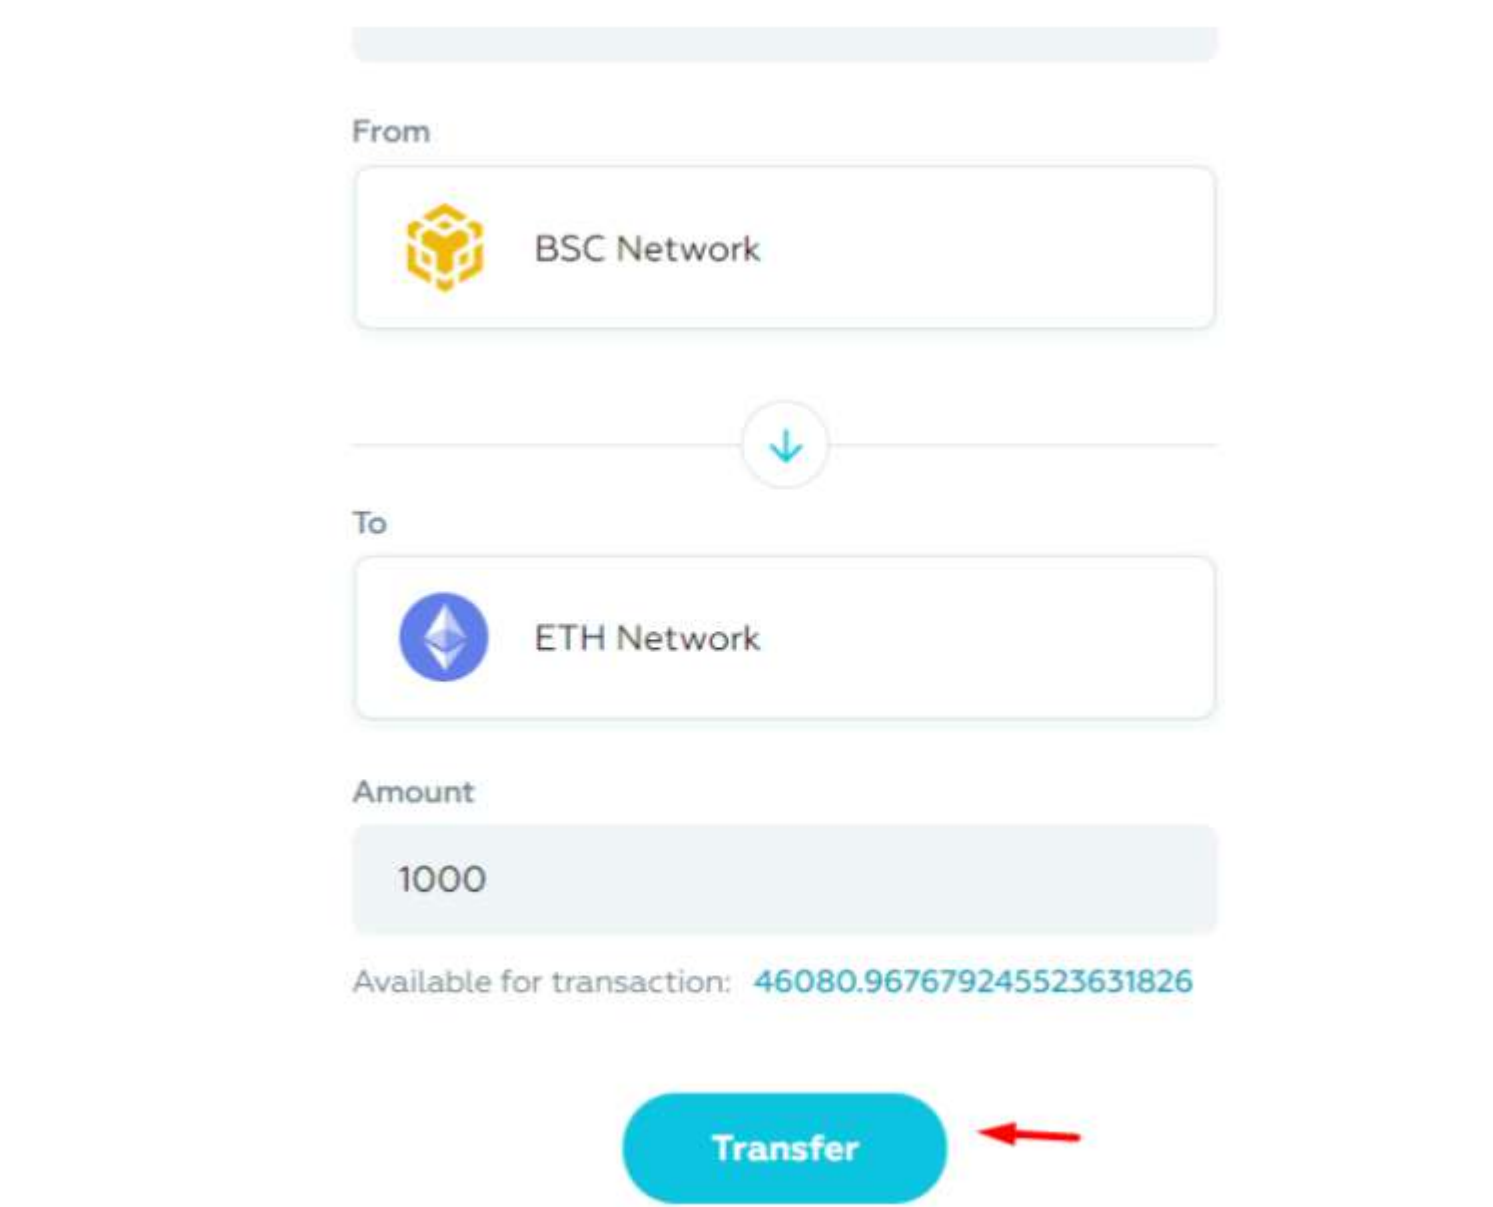 From
BSC Network
To
ETH Network
Amount
1000
Available for transaction: 46080.967679245523631826
Transfer